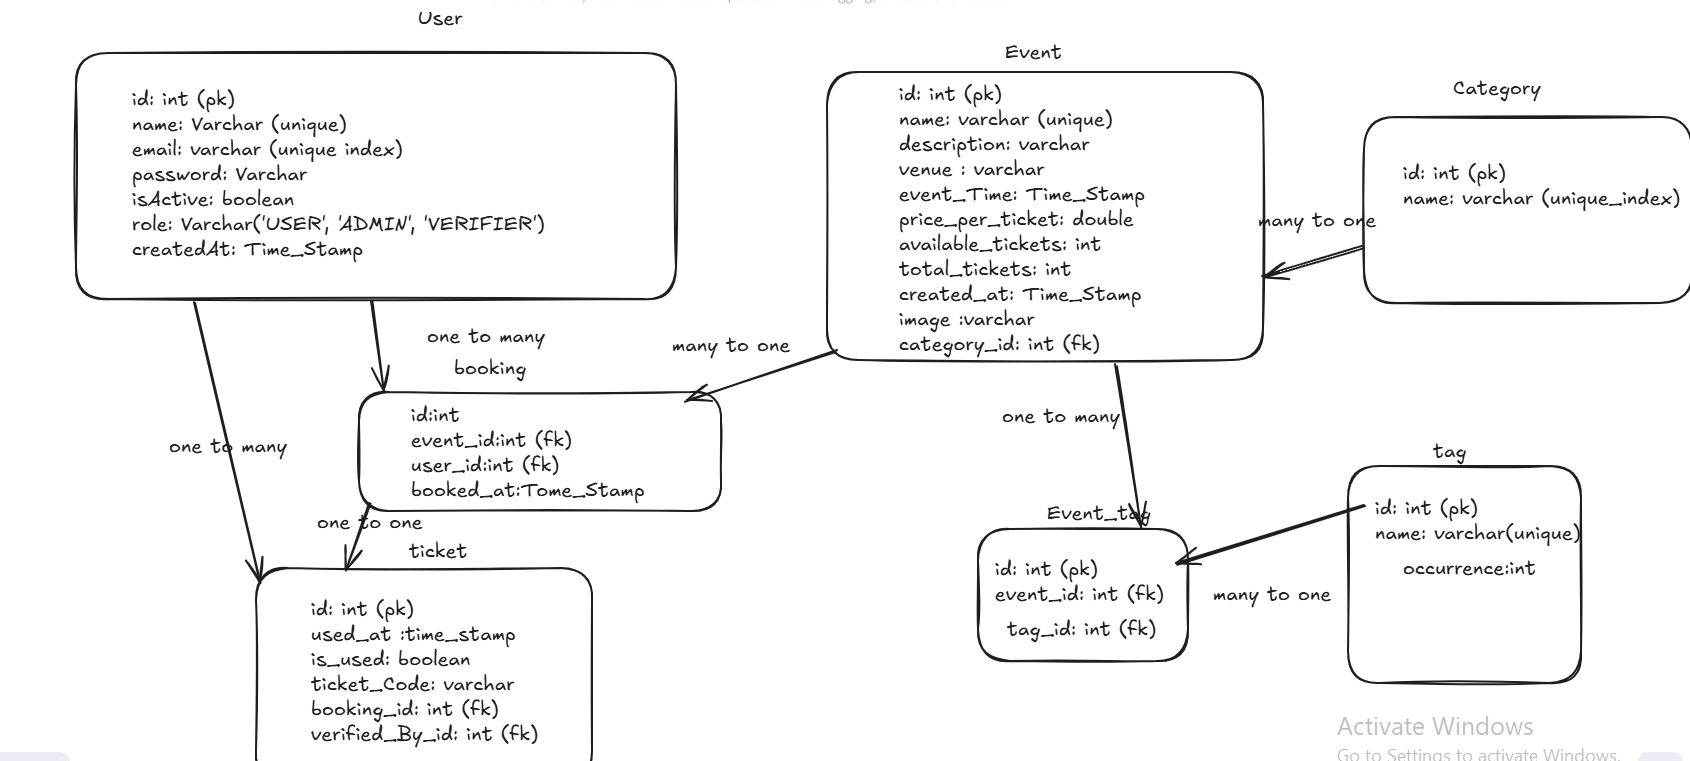 User
id: int (pk)
name: Varchar (unique)
email: varchar (unique index)
password: Varchar
isActive: boolean
role: Varchar('USER', 'ADMIN', 'VERIFIER')
createdAt: Time_Stamp
Event
id: int (pk)
name: varchar (unique)
description: varchar
venue : varchar
event_Time: Time_Stamp
price_per_ticket: double
available_tickets: int
total_tickets: int
created_at: Time_Stamp
image :varchar
category_id: int (fk)
Category
id: int (pk)
name: varchar (unique_index)
many to one
one to many
many to one
booking
id:int
event_id:int (fk)
user_id:int (fk)
booked_at:Tome_Stamp
one to many
one to one
ticket
id: int (pk)
used_at :time_stamp
is_used: boolean
ticket_Code: varchar
booking_id: int (fk)
verified_By_id: int (fk)
one to many
Event_tag
id: int (pk)
event_id: int (fk)
tag_id: int (fk)
many to one
tag
id: int (pk)
name: varchar(unique)
occurrence:int
Activate Windows
Go to Settings to activate Windows.